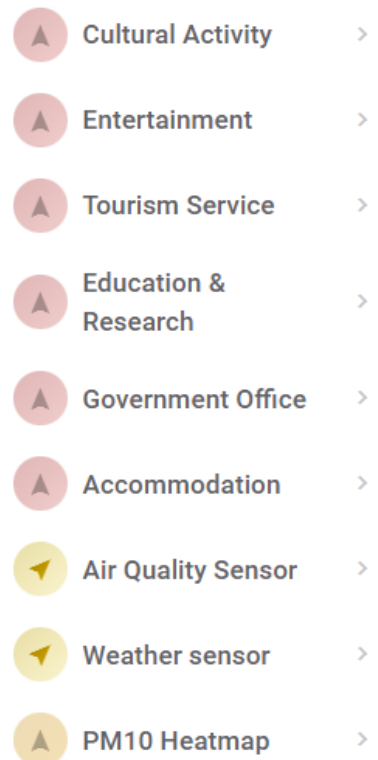 Cultural Activity
Entertainment
Tourism Service
Education &
Research
Government Office
Accommodation
Air Quality Sensor
Weather sensor
PM10 Heatmap